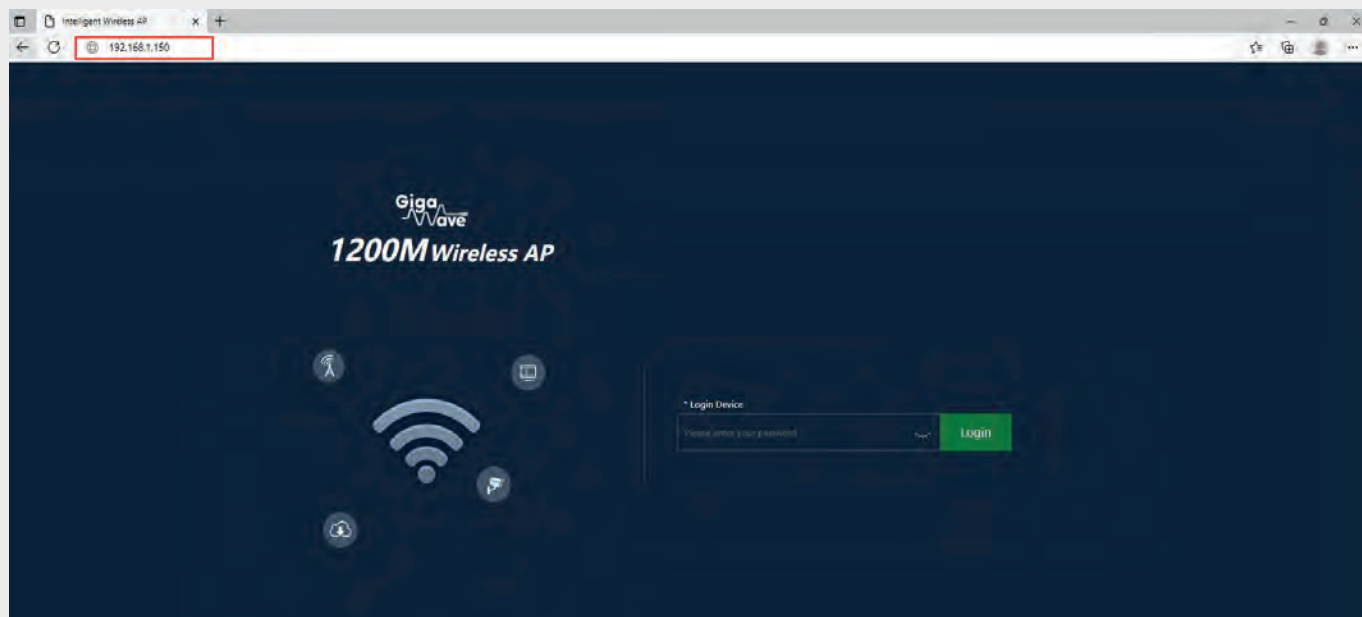 Intelligent Wireless AP
192.168.1.150
Giga
Wave
1200M Wireless AP
* Login Device
Please enter your password
Login